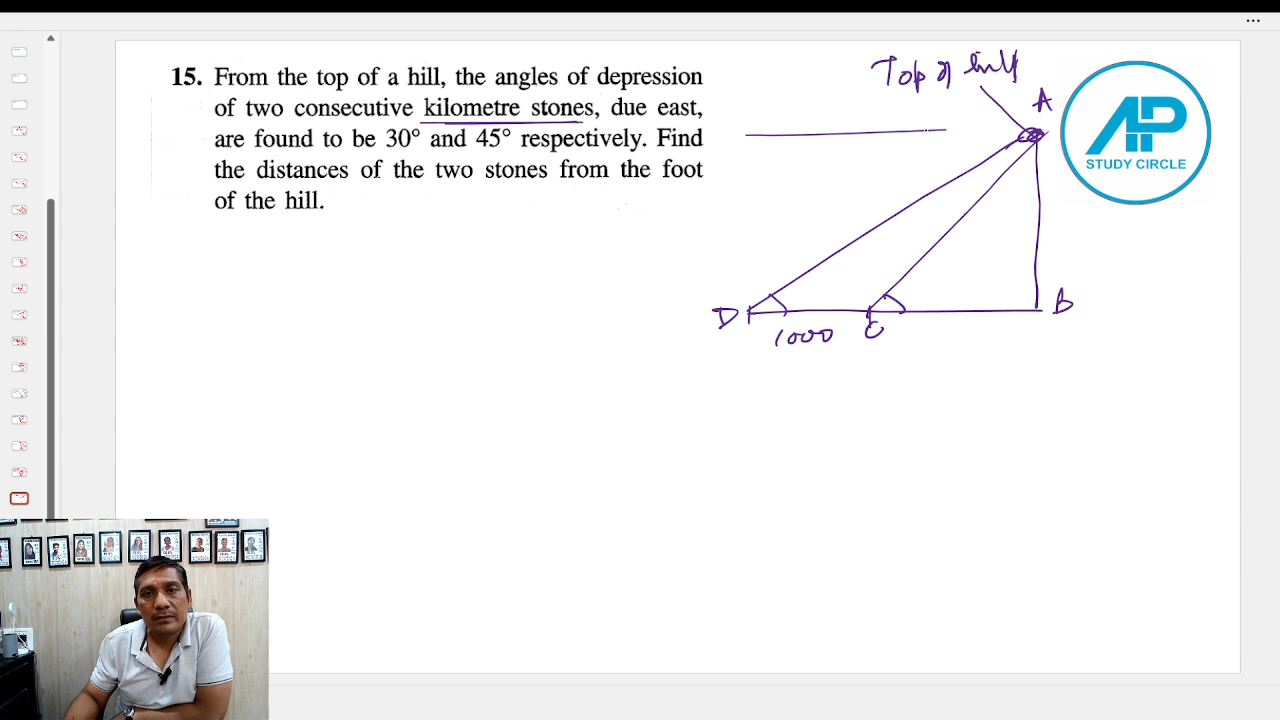 15. From the top of a hill, the angles of depression
of two consecutive kilometre stones, due east,
are found to be 30° and 45° respectively. Find
the distances of the two stones from the foot
of the hill.
Top of hill
A
AP
STUDY CIRCLE
D
1000
C
B